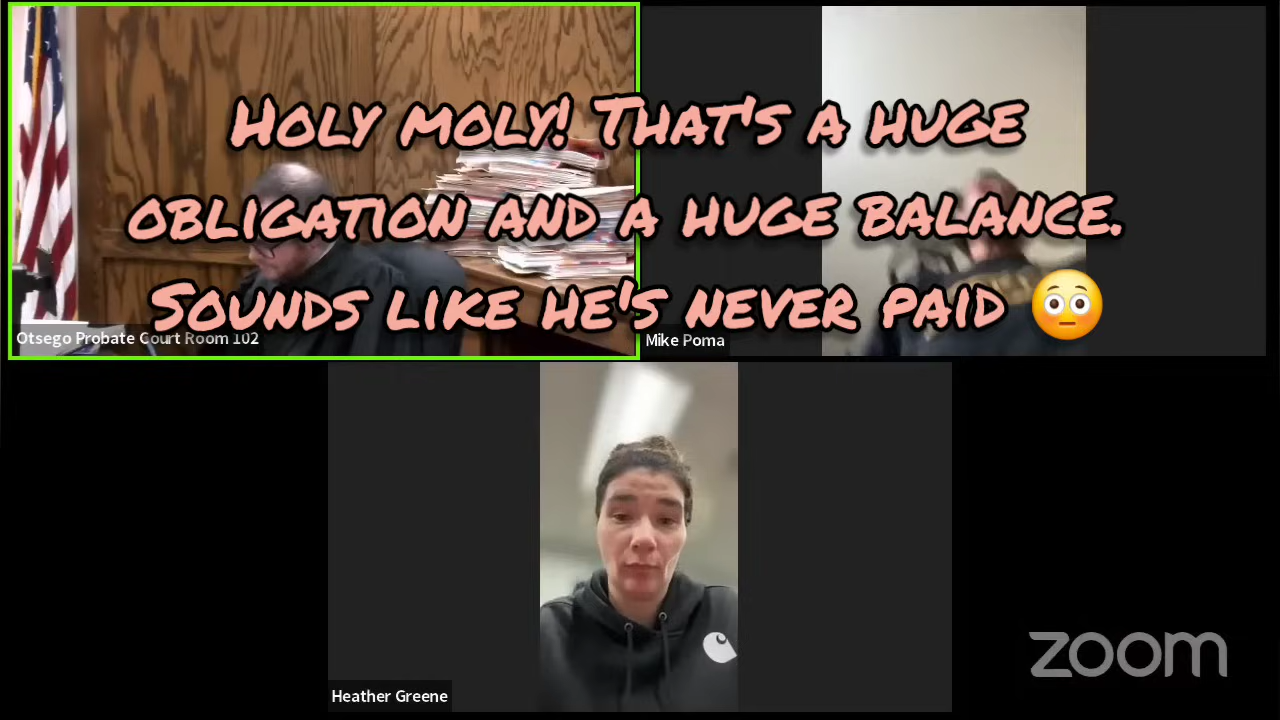 Holy moly! That's a huge
obligation and a huge balance.
Sounds like he's never paid 😳
Otsego Probate Court Room 102
Mike Poma
Heather Greene
zoom